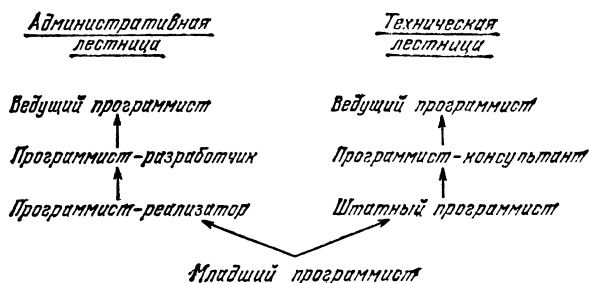 Административная лестница
Техническая лестница
Ведущий программист
Программист-разработчик
Программист-реализатор
Ведущий программист
Программист-консультант
Штатный программист
Младший программист